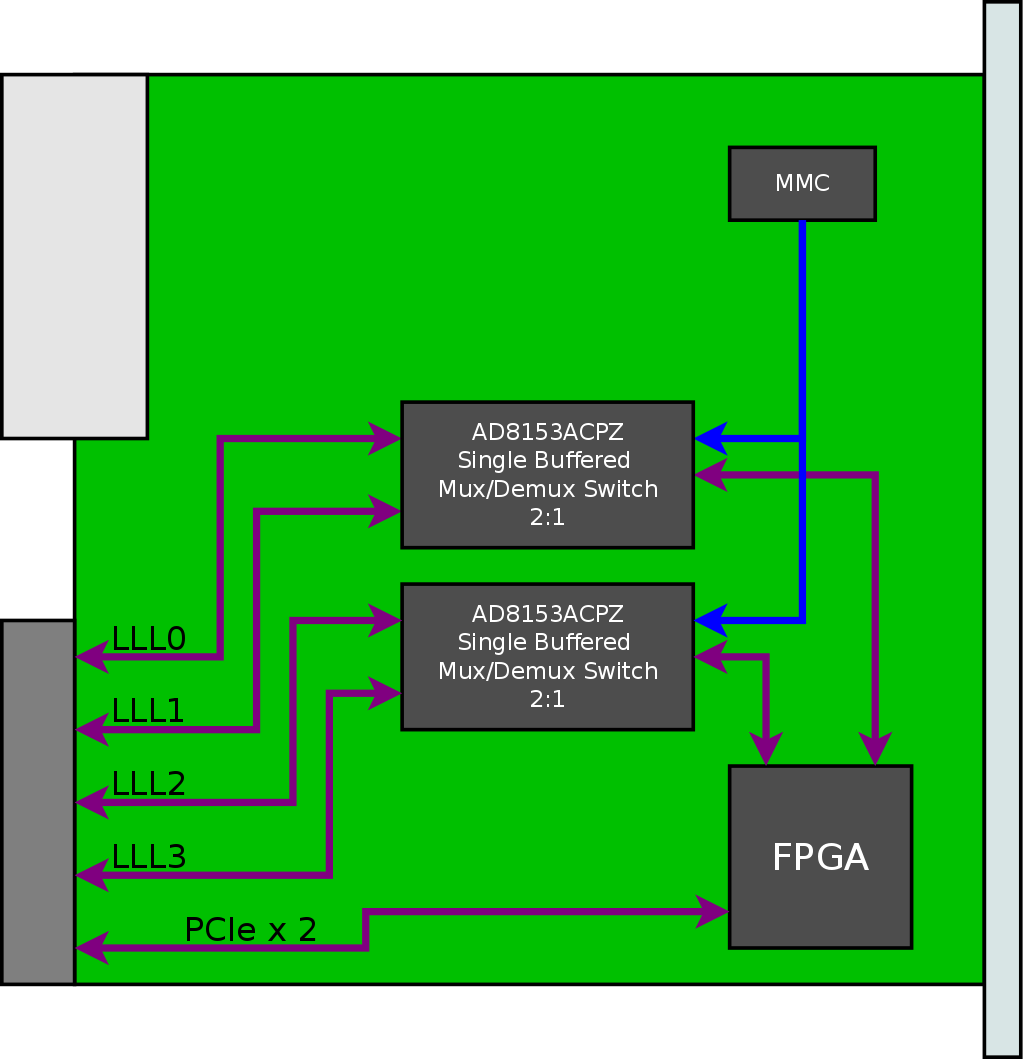 MMC
AD8153ACPZ
Single Buffered
Mux/Demux Switch
2:1
AD8153ACPZ
Single Buffered
Mux/Demux Switch
2:1
LLL0
LLL1
LLL2
LLL3
FPGA
PCIe x 2